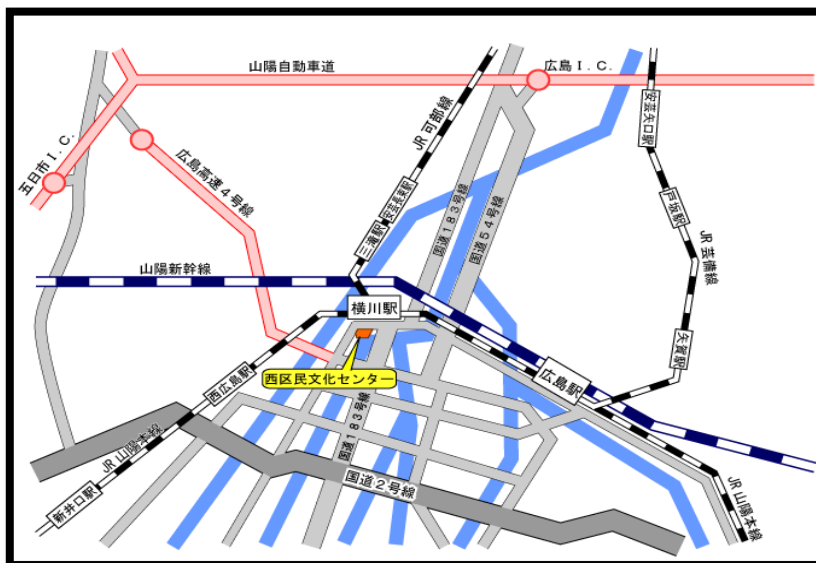 山陽自動車道
広島I.C.
五日市I.C.
広島高速4号線
JR可部線
安芸長束駅
三滝駅
国道183号線
国道54号線
安芸矢口駅
戸坂駅
JR芸備線
矢賀駅
山陽新幹線
横川駅
西区民文化センター
西広島駅
広島駅
国道183号線
JR山陽本線
新井口駅
国道2号線
JR山陽本線